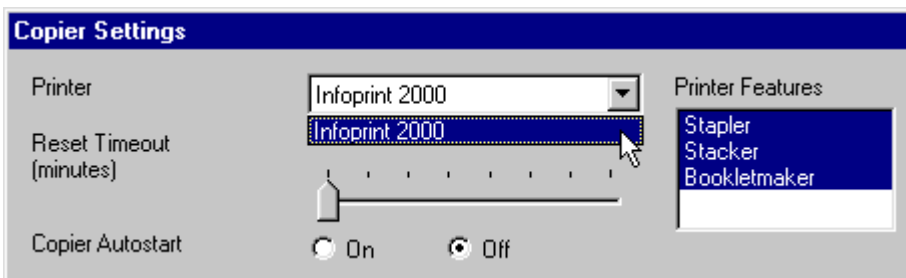 Copier Settings
Printer
Infoprint 2000
Printer Features
Infoprint 2000
Stapler
Stacker
Bookletmaker
Reset Timeout
(minutes)
Copier Autostart
On
Off